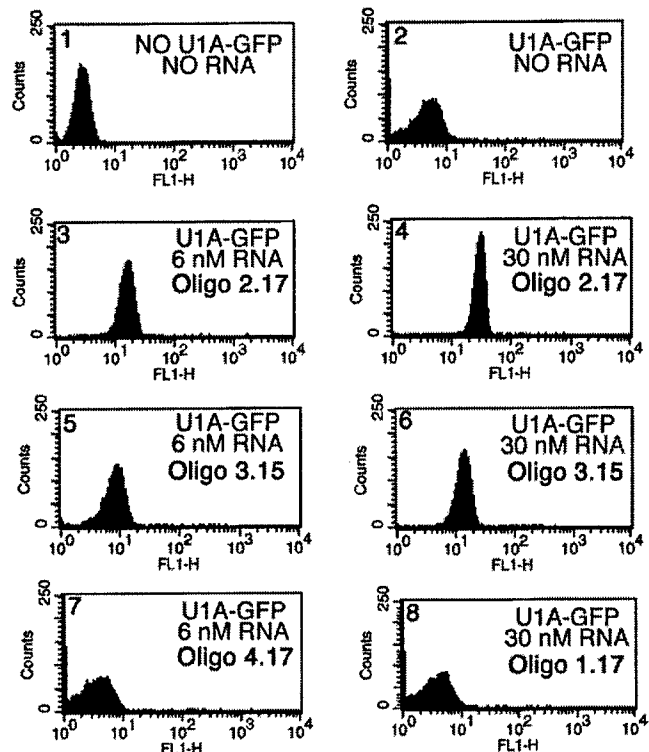 1
NO U1A-GFP
NO RNA
250
Counts
0
10^0 10^1 10^2 10^3 10^4
FL1-H
2
U1A-GFP
NO RNA
250
Counts
0
10^0 10^1 10^2 10^3 10^4
FL1-H
3
U1A-GFP
6 nM RNA
Oligo 2.17
250
Counts
0
10^0 10^1 10^2 10^3 10^4
FL1-H
4
U1A-GFP
30 nM RNA
Oligo 2.17
250
Counts
0
10^0 10^1 10^2 10^3 10^4
FL1-H
5
U1A-GFP
6 nM RNA
Oligo 3.15
250
Counts
0
10^0 10^1 10^2 10^3 10^4
FL1-H
6
U1A-GFP
30 nM RNA
Oligo 3.15
250
Counts
0
10^0 10^1 10^2 10^3 10^4
FL1-H
7
U1A-GFP
6 nM RNA
Oligo 4.17
250
Counts
0
10^0 10^1 10^2 10^3 10^4
FL1-H
8
U1A-GFP
30 nM RNA
Oligo 1.17
250
Counts
0
10^0 10^1 10^2 10^3 10^4
FL1-H